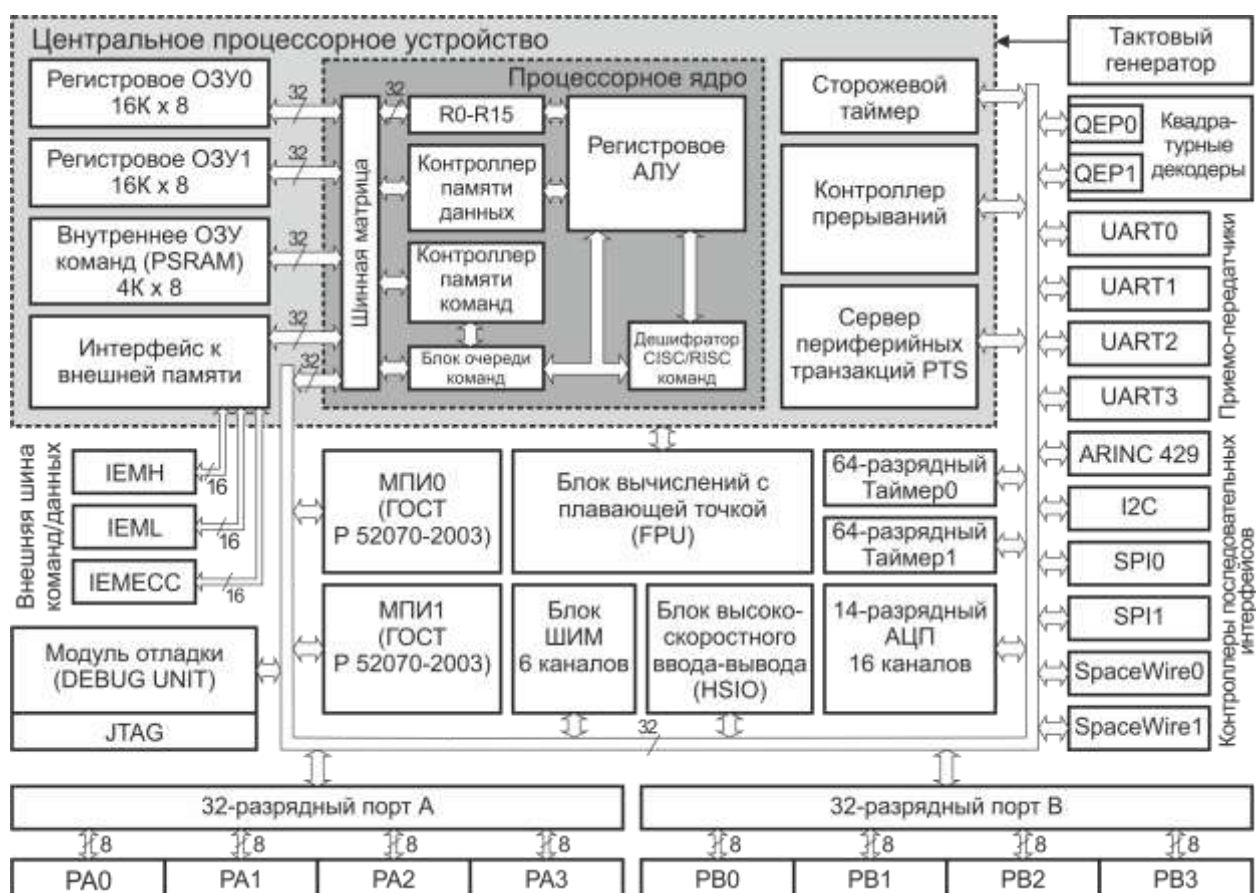 Центральное процессорное устройство
Регистровое ОЗУ0
16К x 8
Регистровое ОЗУ1
16К x 8
Внутреннее ОЗУ
команд (PSRAM)
4К x 8
Интерфейс к
внешней памяти
32
32
32
32
32
Шинная матрица
Процессорное ядро
32
R0-R15
Контроллер
памяти
данных
Контроллер
памяти
команд
Блок очереди
команд
Регистровое
АЛУ
Дешифратор
CISC/RISC
команд
Сторожевой
таймер
Контроллер
прерываний
Сервер
периферийных
транзакций PTS
Тактовый
генератор
QEP0
QEP1
Квадра-
турные
декодеры
UART0
UART1
UART2
UART3
Приемо-передатчики
ARINC 429
I2C
SPI0
SPI1
SpaceWire0
SpaceWire1
Контроллеры последовательных
интерфейсов
Внешняя шина
команд/данных
IEMH
16
IEML
16
IEMECC
16
Модуль отладки
(DEBUG UNIT)
JTAG
МПИ0
(ГОСТ
Р 52070-2003)
МПИ1
(ГОСТ
Р 52070-2003)
Блок вычислений с
плавающей точкой
(FPU)
Блок
ШИМ
6 каналов
Блок высоко-
скоростного
ввода-вывода
(HSIO)
64-разрядный
Таймер0
64-разрядный
Таймер1
14-разрядный
АЦП
16 каналов
32
32-разрядный порт А
32-разрядный порт В
8
8
8
8
8
8
8
8
PA0
PA1
PA2
PA3
PB0
PB1
PB2
PB3